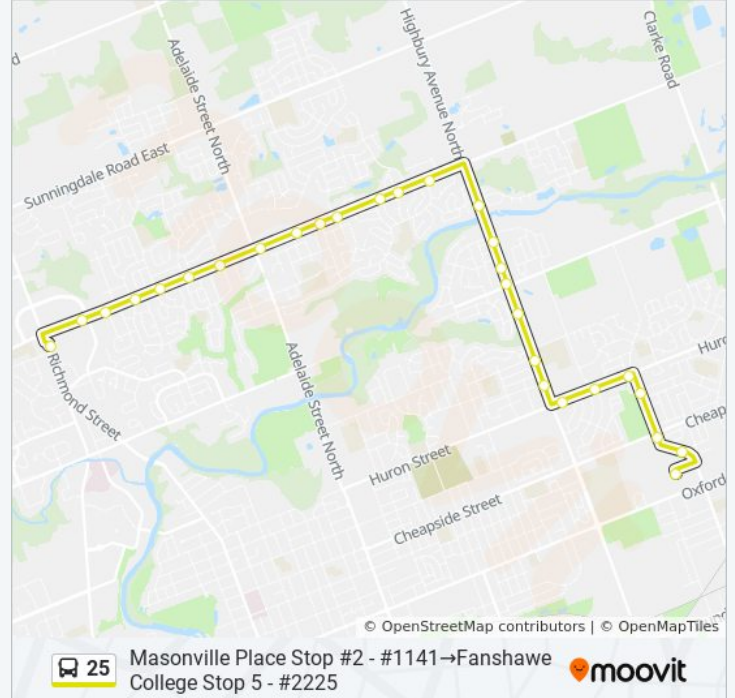 d
Adelaide Street North
Highbury Avenue North
Clarke Road
Sunningdale Road East
Richmond Street
Adelaide Street North
Huron Street
Cheapside Street
Hurc
Cheap
Oxford
© OpenStreetMap contributors | © OpenMapTiles
25
Masonville Place Stop #2 - #1141→Fanshawe
College Stop 5 - #2225
moovit